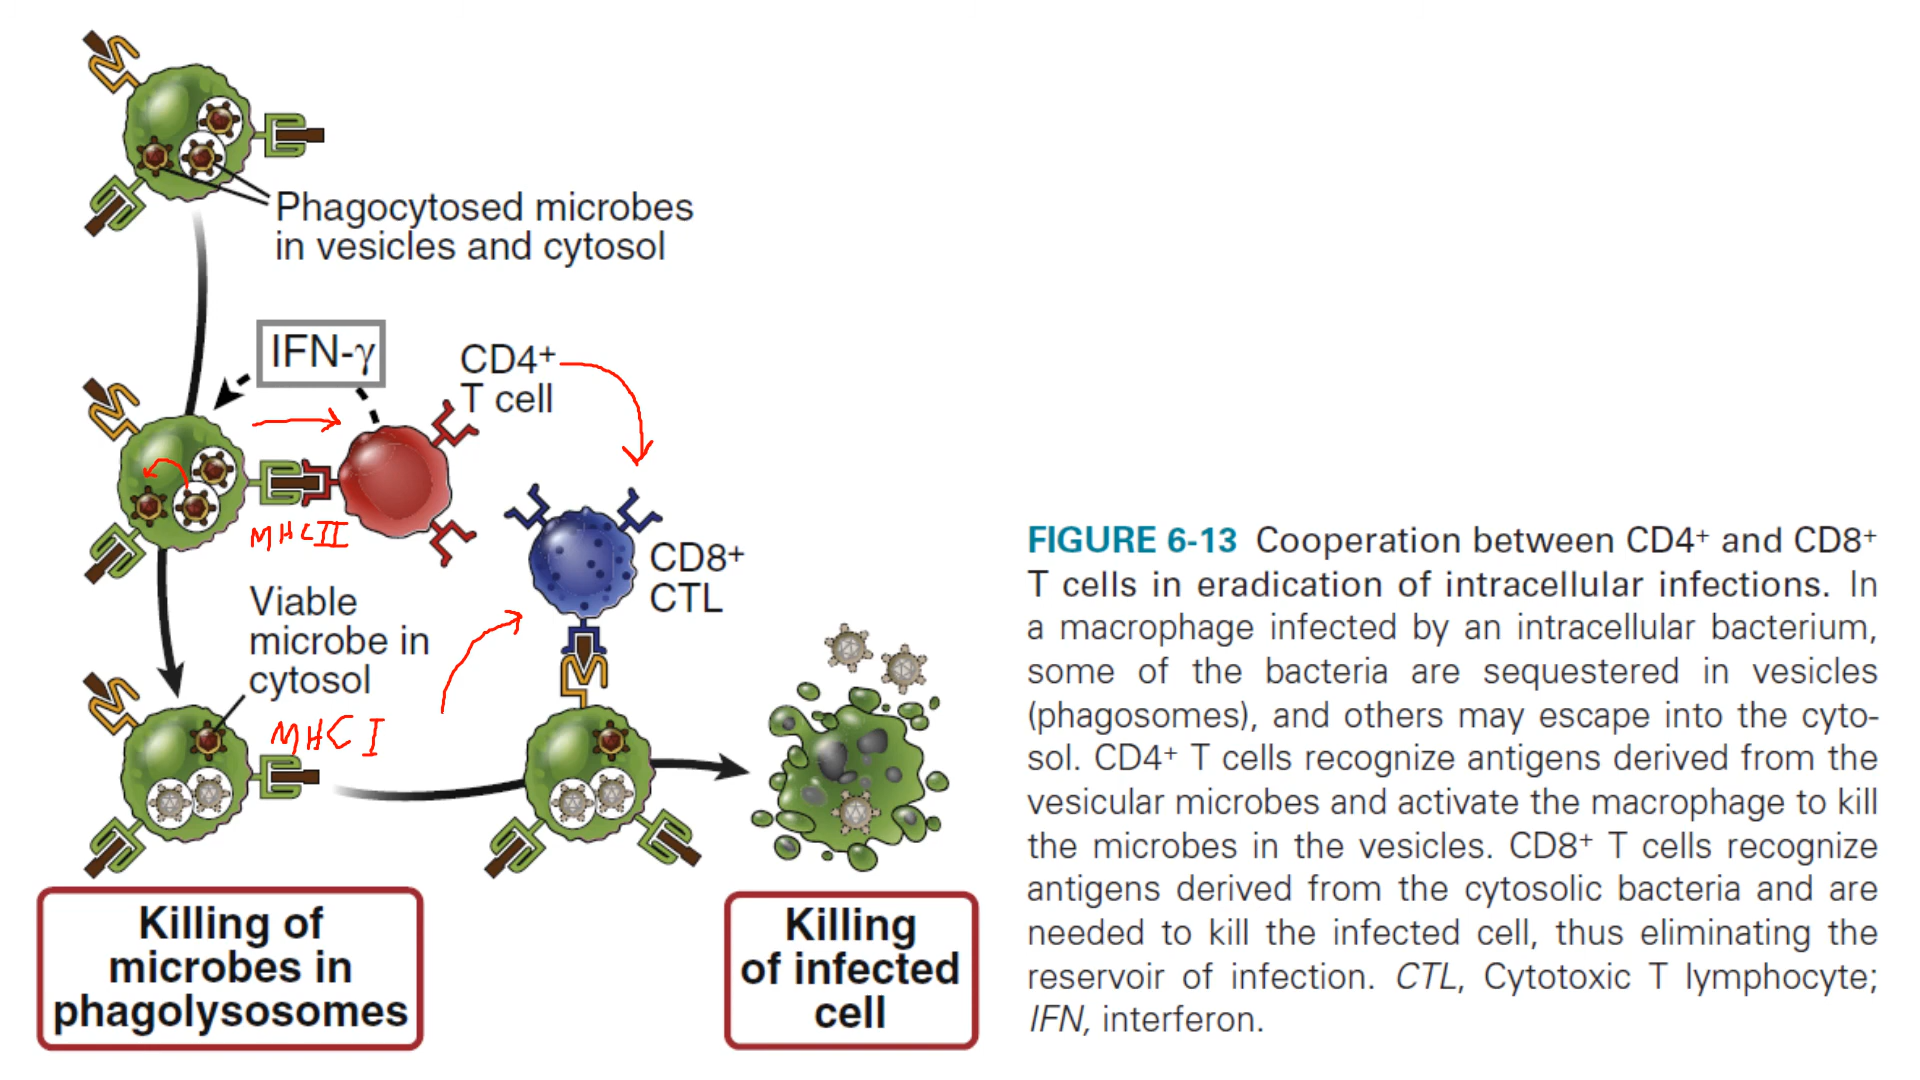 Phagocytosed microbes
in vesicles and cytosol
IFN-γ
CD4+
T cell
MHCII
CD8+
CTL
Viable
microbe in
cytosol
MHC I
Killing of
microbes in
phagolysosomes
Killing
of infected
cell
FIGURE 6-13 Cooperation between CD4+ and CD8+
T cells in eradication of intracellular infections. In
a macrophage infected by an intracellular bacterium,
some of the bacteria are sequestered in vesicles
(phagosomes), and others may escape into the cyto-
sol. CD4+ T cells recognize antigens derived from the
vesicular microbes and activate the macrophage to kill
the microbes in the vesicles. CD8+ T cells recognize
antigens derived from the cytosolic bacteria and are
needed to kill the infected cell, thus eliminating the
reservoir of infection. CTL, Cytotoxic T lymphocyte;
IFN, interferon.